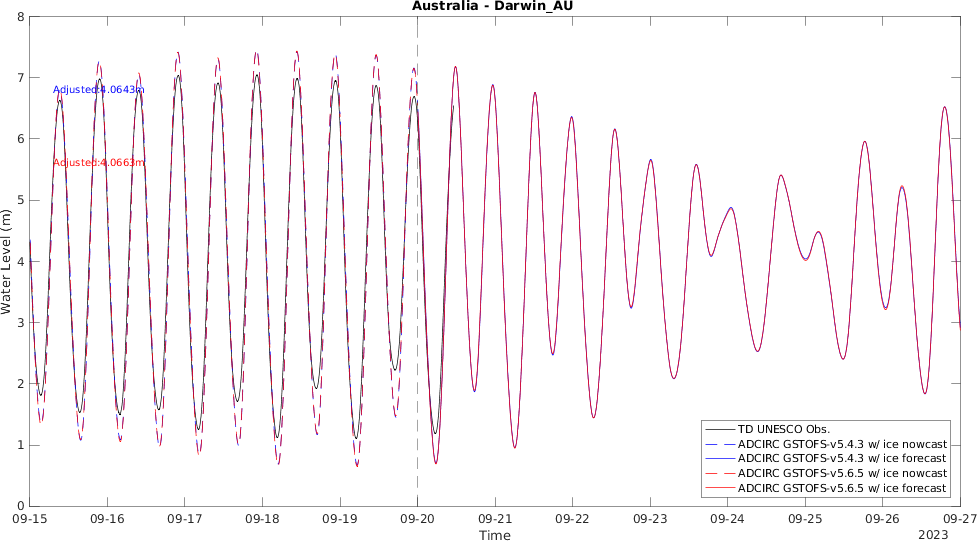 Australia - Darwin_AU
8
7
6
5
4
3
2
1
0
Water Level (m)
Adjusted:4.0643m
Adjusted:4.0663m
TD UNESCO Obs.
ADCIRC GSTOFS-v5.4.3 w/ ice nowcast
ADCIRC GSTOFS-v5.4.3 w/ ice forecast
ADCIRC GSTOFS-v5.6.5 w/ ice nowcast
ADCIRC GSTOFS-v5.6.5 w/ ice forecast
09-15 09-16 09-17 09-18 09-19 09-20 09-21 09-22 09-23 09-24 09-25 09-26 09-27
Time
2023